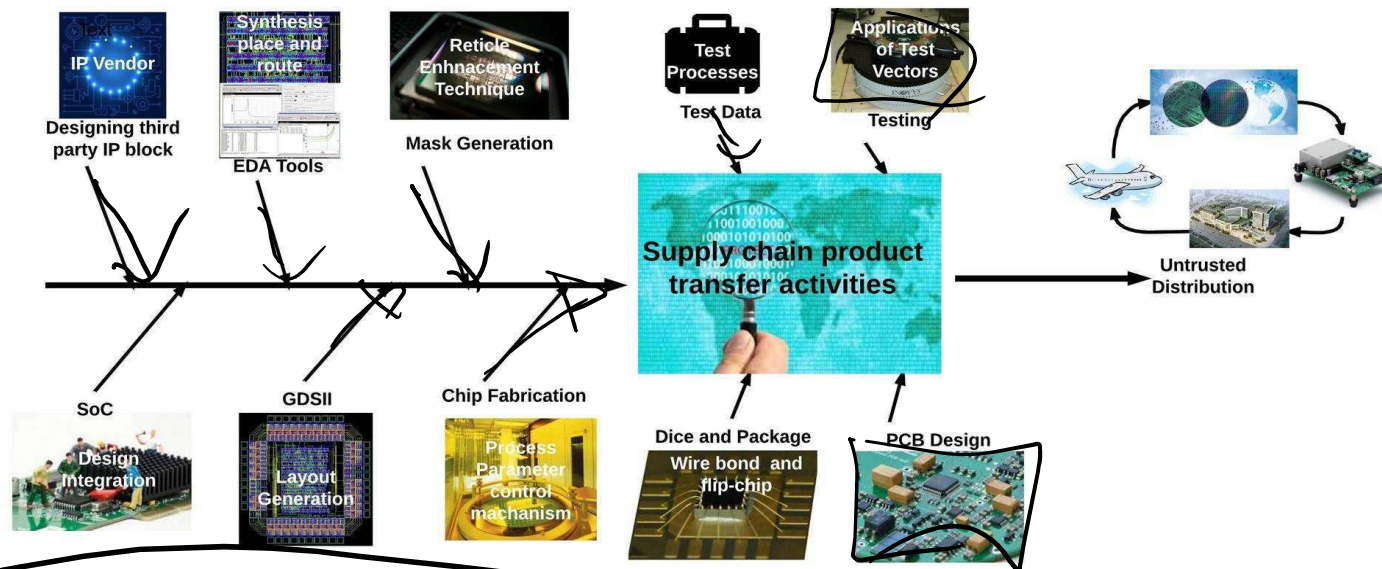 Text
IP Vendor
Designing third
party IP block
Synthesis
place and
route
EDA Tools
Reticle
Enhnacement
Technique
Mask Generation
Test
Processes
Test Data
Applications
of Test
Vectors
Testing
Supply chain product
transfer activities
Untrusted
Distribution
SoC
Design
Integration
GDSII
Layout
Generation
Chip Fabrication
Process
Parameter
control
machanism
Dice and Package
Wire bond and
flip-chip
PCB Design